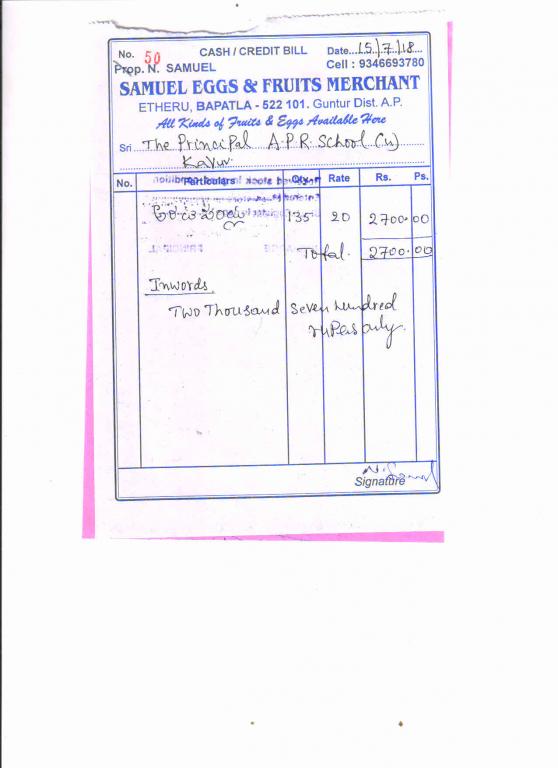 No. 50 CASH / CREDIT BILL Date...15/7/18...
Prop. N. SAMUEL Cell : 9346693780
SAMUEL EGGS & FRUITS MERCHANT
ETHERU, BAPATLA - 522 101. Guntur Dist. A.P.
All Kinds of Fruits & Eggs Available Here
Sri The Principal A.P.R. School (u)
Kavur
No. Particulars Qty. Rate Rs. Ps.
అరటి పండ్లు 135 20 2700.00
Total. 2700.00
Inwords
Two Thousand Seven hundred
rupees only.
Signature